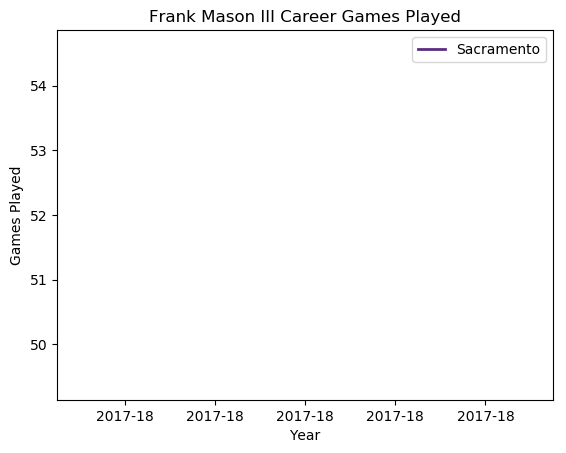 Frank Mason III Career Games Played
Sacramento
54
53
52
51
50
Games Played
2017-18 2017-18 2017-18 2017-18 2017-18
Year